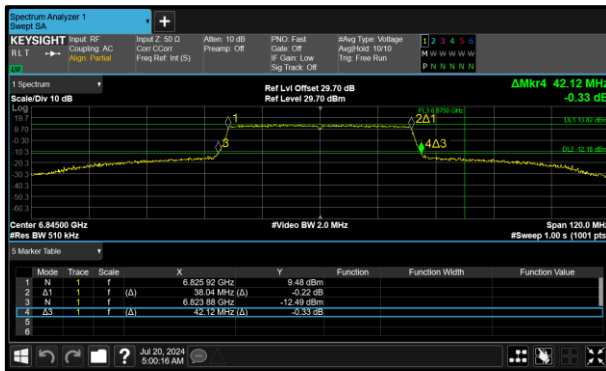 Spectrum Analyzer 1
Swept SA
KEYSIGHT Input: RF Input Z: 50 Ω Atten: 10 dB PNO: Fast #Avg Type: Voltage 1 2 3 4 5 6
RLT Coupling: AC Corr CCorr Preamp: Off Gate: Off Avg|Hold: 10/10 M W W W W W
Align: Partial Freq Ref: Int (S) IF Gain: Low Trig: Free Run P N N N N N
Sig Track: Off
1 Spectrum Ref Lvl Offset 29.70 dB ΔMkr4 42.12 MHz
Scale/Div 10 dB Ref Level 29.70 dBm -0.33 dB
Log
19.7
9.70
-0.30
-10.3
-20.3
-30.3
-40.3
-50.3
-60.3
1
2Δ1
3
4Δ3
DL1 13.82 dBm
DL2 -12.18 dBm
Center 6.84500 GHz #Video BW 2.0 MHz Span 120.0 MHz
#Res BW 510 kHz #Sweep 1.00 s (1001 pts)
5 Marker Table
Mode Trace Scale X Y Function Function Width Function Value
1 N 1 f 6.825 92 GHz 9.48 dBm
2 Δ1 1 f (Δ) 38.04 MHz (Δ) -0.22 dB
3 N 1 f 6.823 88 GHz -12.49 dBm
4 Δ3 1 f (Δ) 42.12 MHz (Δ) -0.33 dB
5
6
? Jul 20, 2024
5:00:16 AM